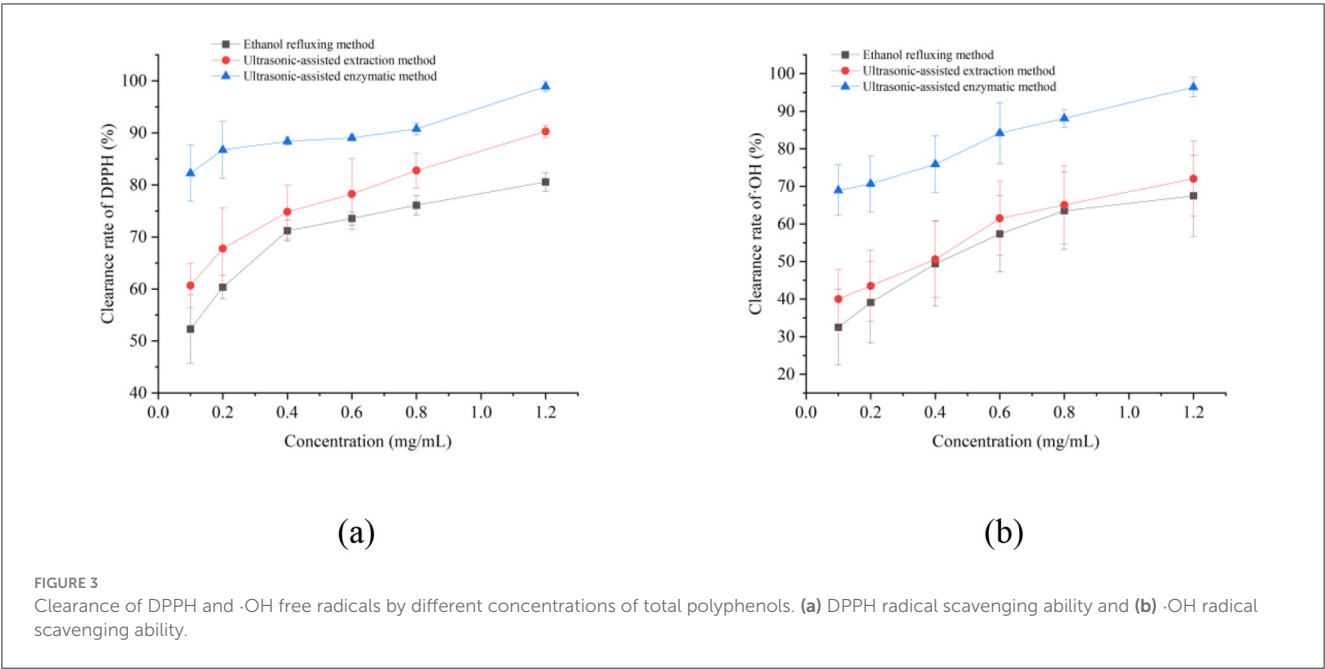 Ethanol refluxing method
Ultrasonic-assisted extraction method
Ultrasonic-assisted enzymatic method
Clearance rate of DPPH (%)
100
90
80
70
60
50
40
0.0 0.2 0.4 0.6 0.8 1.0 1.2
Concentration (mg/mL)
(a)
Ethanol refluxing method
Ultrasonic-assisted extraction method
Ultrasonic-assisted enzymatic method
Clearance rate of·OH (%)
100
90
80
70
60
50
40
30
20
0.0 0.2 0.4 0.6 0.8 1.0 1.2
Concentration (mg/mL)
(b)
FIGURE 3
Clearance of DPPH and ·OH free radicals by different concentrations of total polyphenols. (a) DPPH radical scavenging ability and (b) ·OH radical
scavenging ability.